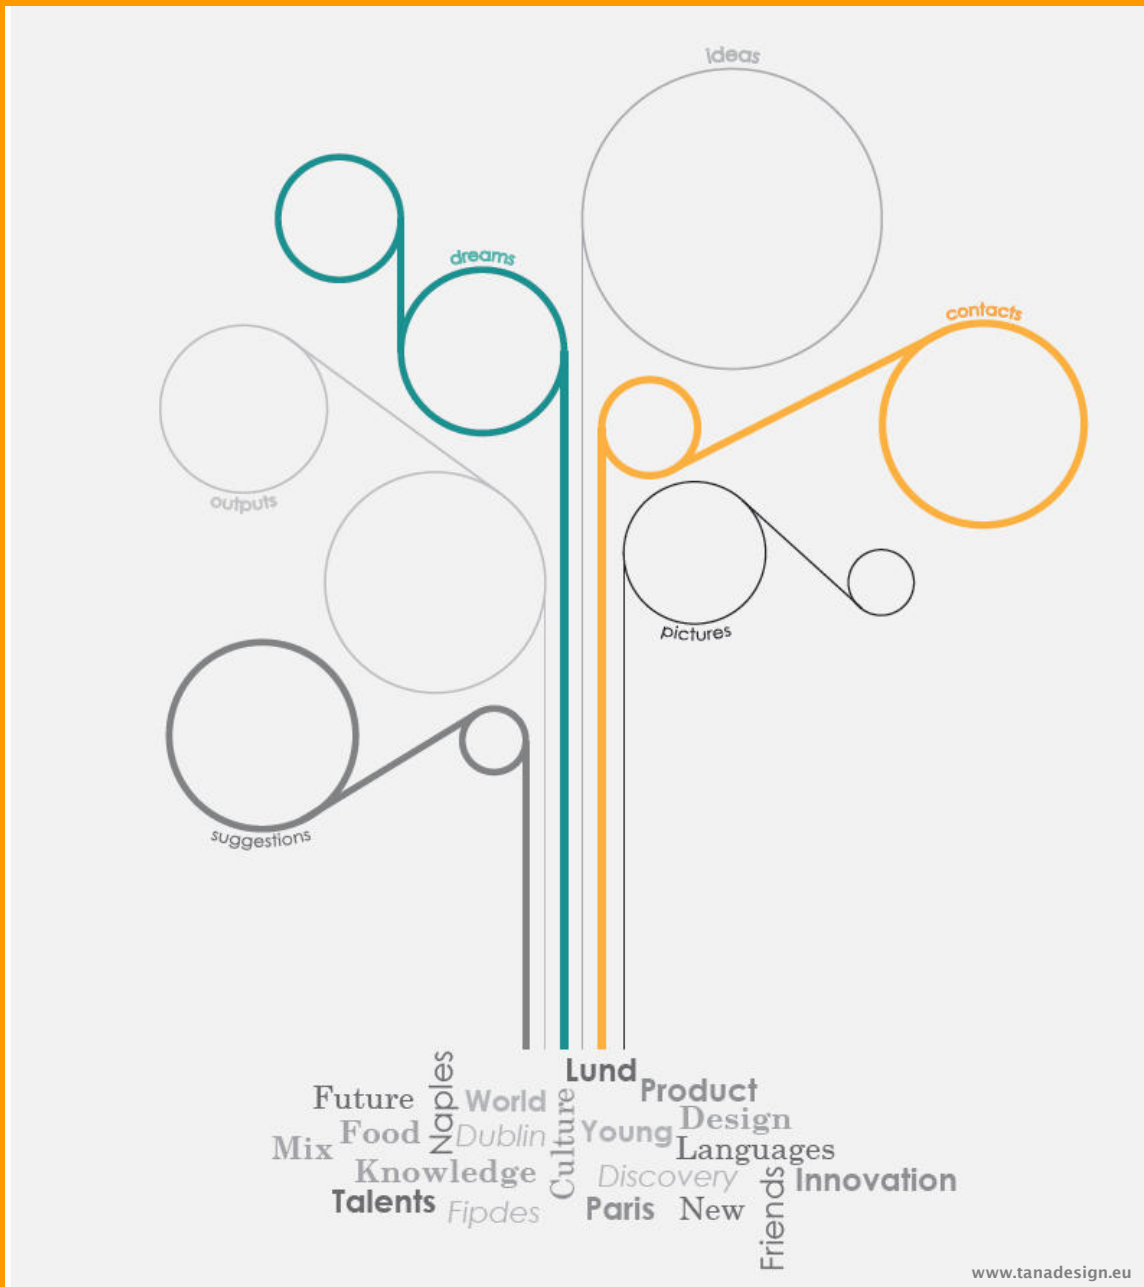 ideas
dreams
contacts
outputs
pictures
suggestions
Lund
Naples
Product
Future
World
Culture
Design
Food
Dublin
Young
Mix
Languages
Knowledge
Discovery
Friends
Innovation
Talents
Fipdes
Paris
New
www.tanadesign.eu